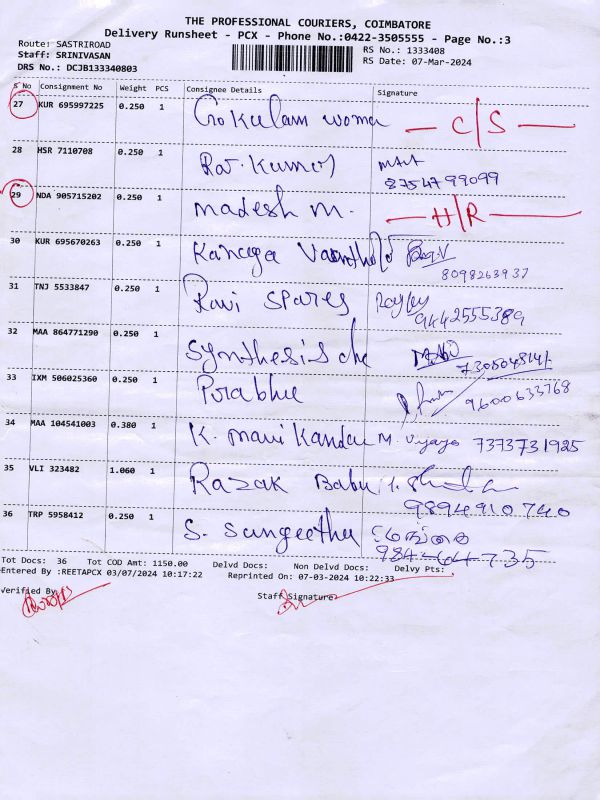 THE PROFESSIONAL COURIERS, COIMBATORE
Delivery Runsheet - PCX - Phone No.:0422-3505555 - Page No.:3
Route: SASTRIROAD
Staff: SRINIVASAN
RS No.: 1333408
DRS No.: DCJB133340803
RS Date: 07-Mar-2024
S No Consignment No Weight PCS Consignee Details Signature
27 KUR 695997225 0.250 1 Gokulam woma C/S
28 HSR 7110708 0.250 1 Raj Kumar
8754799099
29 NDA 905715202 0.250 1 madesh m. H/R
30 KUR 695670263 0.250 1 Kanaga
8098263937
31 TNJ 5533847 0.250 1 Ravi Spares
9442555389
32 MAA 864771290 0.250 1 Synthesis che
33 IXM 506025360 0.250 1 Prabhu
9600633768
34 MAA 104541003 0.380 1 K. mani Kandan M. Vijaya 7373731925
35 VLI 323482 1.060 1 Razak Babu
9894910740
36 TRP 5958412 0.250 1 S. Sangeetha
Tot Docs: 36 Tot COD Amt: 1150.00 Delvd Docs: Non Delvd Docs: Delvy Pts:
Entered By :REETAPCX 03/07/2024 10:17:22 Reprinted On: 07-03-2024 10:22:33
Verified By
Staff Signature